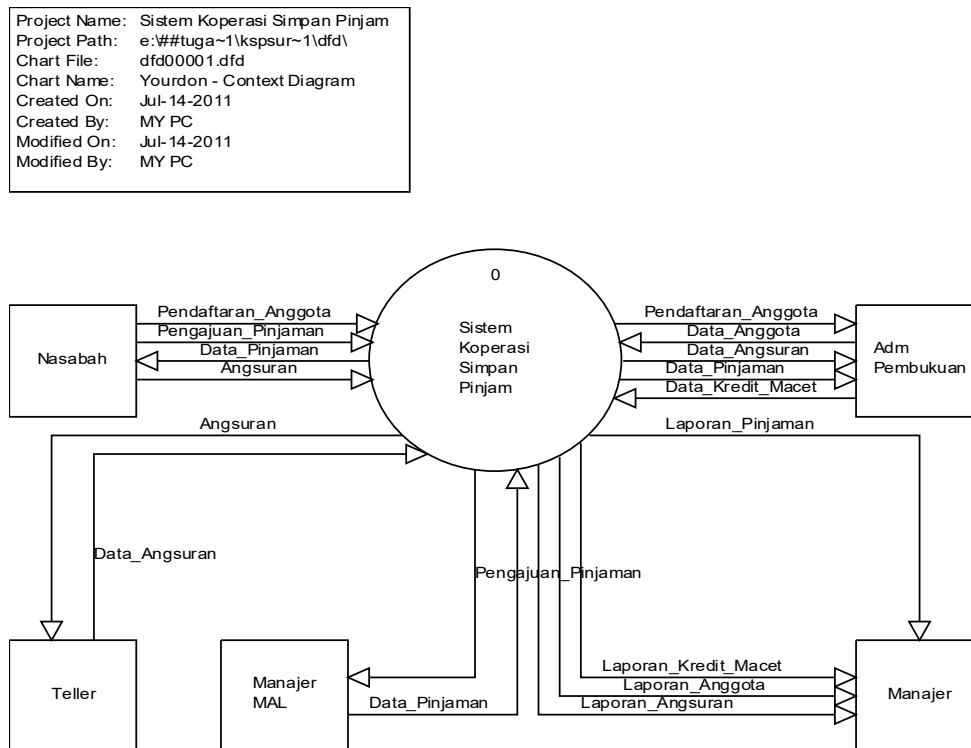 Project Name: Sistem Koperasi Simpan Pinjam
Project Path: e:\##tuga~1\kspsur~1\dfd\
Chart File: dfd00001.dfd
Chart Name: Yourdon - Context Diagram
Created On: Jul-14-2011
Created By: MY PC
Modified On: Jul-14-2011
Modified By: MY PC
0
Sistem
Koperasi
Simpan
Pinjam
Nasabah
Pendaftaran_Anggota
Pengajuan_Pinjaman
Data_Pinjaman
Angsuran
Pendaftaran_Anggota
Data_Anggota
Data_Angsuran
Data_Pinjaman
Data_Kredit_Macet
Adm
Pembukuan
Angsuran
Laporan_Pinjaman
Data_Angsuran
Pengajuan_Pinjaman
Teller
Manajer
MAL
Data_Pinjaman
Laporan_Kredit_Macet
Laporan_Anggota
Laporan_Angsuran
Manajer